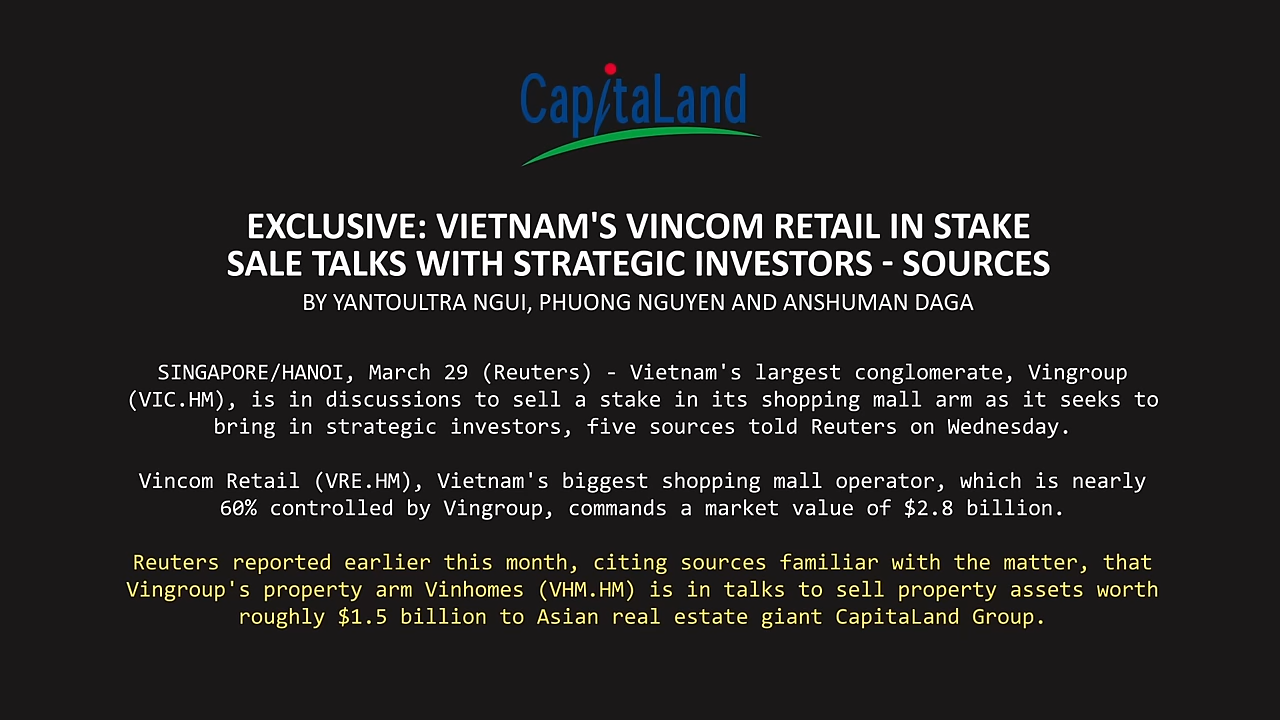 CapitaLand
EXCLUSIVE: VIETNAM'S VINCOM RETAIL IN STAKE
SALE TALKS WITH STRATEGIC INVESTORS - SOURCES
BY YANTOULTRA NGUI, PHUONG NGUYEN AND ANSHUMAN DAGA
SINGAPORE/HANOI, March 29 (Reuters) - Vietnam's largest conglomerate, Vingroup
(VIC.HM), is in discussions to sell a stake in its shopping mall arm as it seeks to
bring in strategic investors, five sources told Reuters on Wednesday.
Vincom Retail (VRE.HM), Vietnam's biggest shopping mall operator, which is nearly
60% controlled by Vingroup, commands a market value of $2.8 billion.
Reuters reported earlier this month, citing sources familiar with the matter, that
Vingroup's property arm Vinhomes (VHM.HM) is in talks to sell property assets worth
roughly $1.5 billion to Asian real estate giant CapitaLand Group.